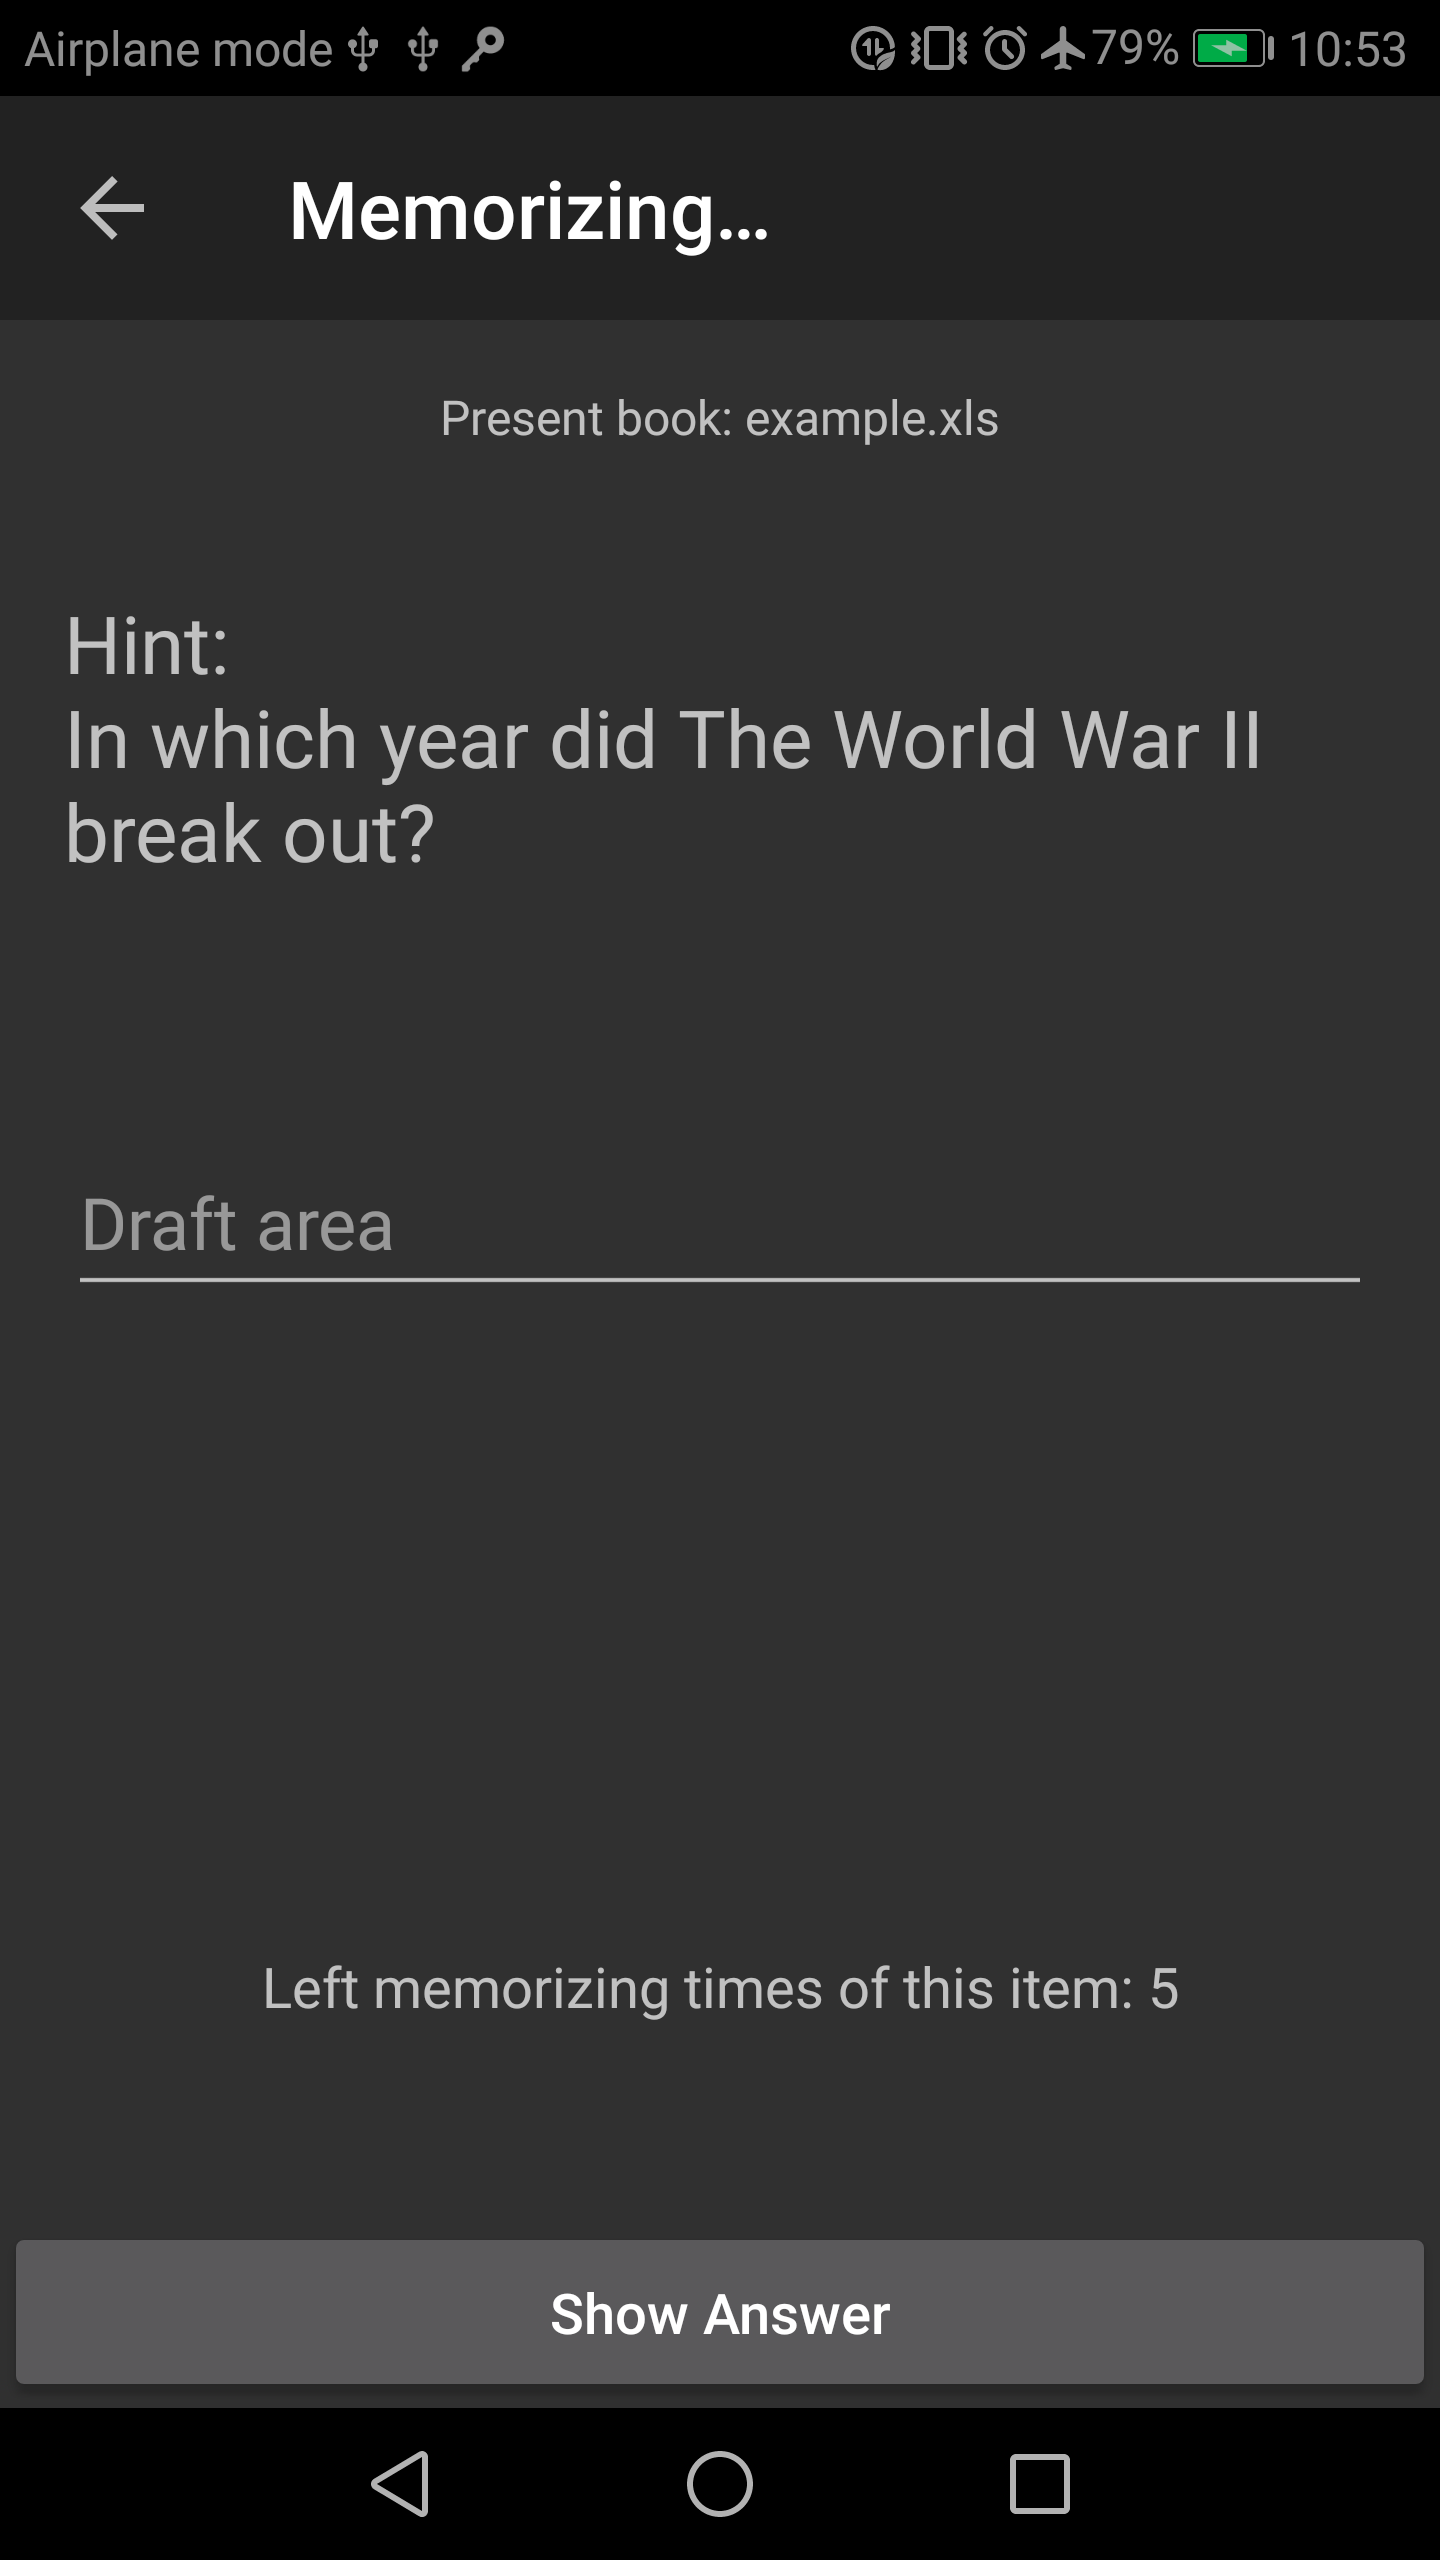 Airplane mode 79% 10:53
Memorizing...
Present book: example.xls
Hint:
In which year did The World War II
break out?
Draft area
Left memorizing times of this item: 5
Show Answer